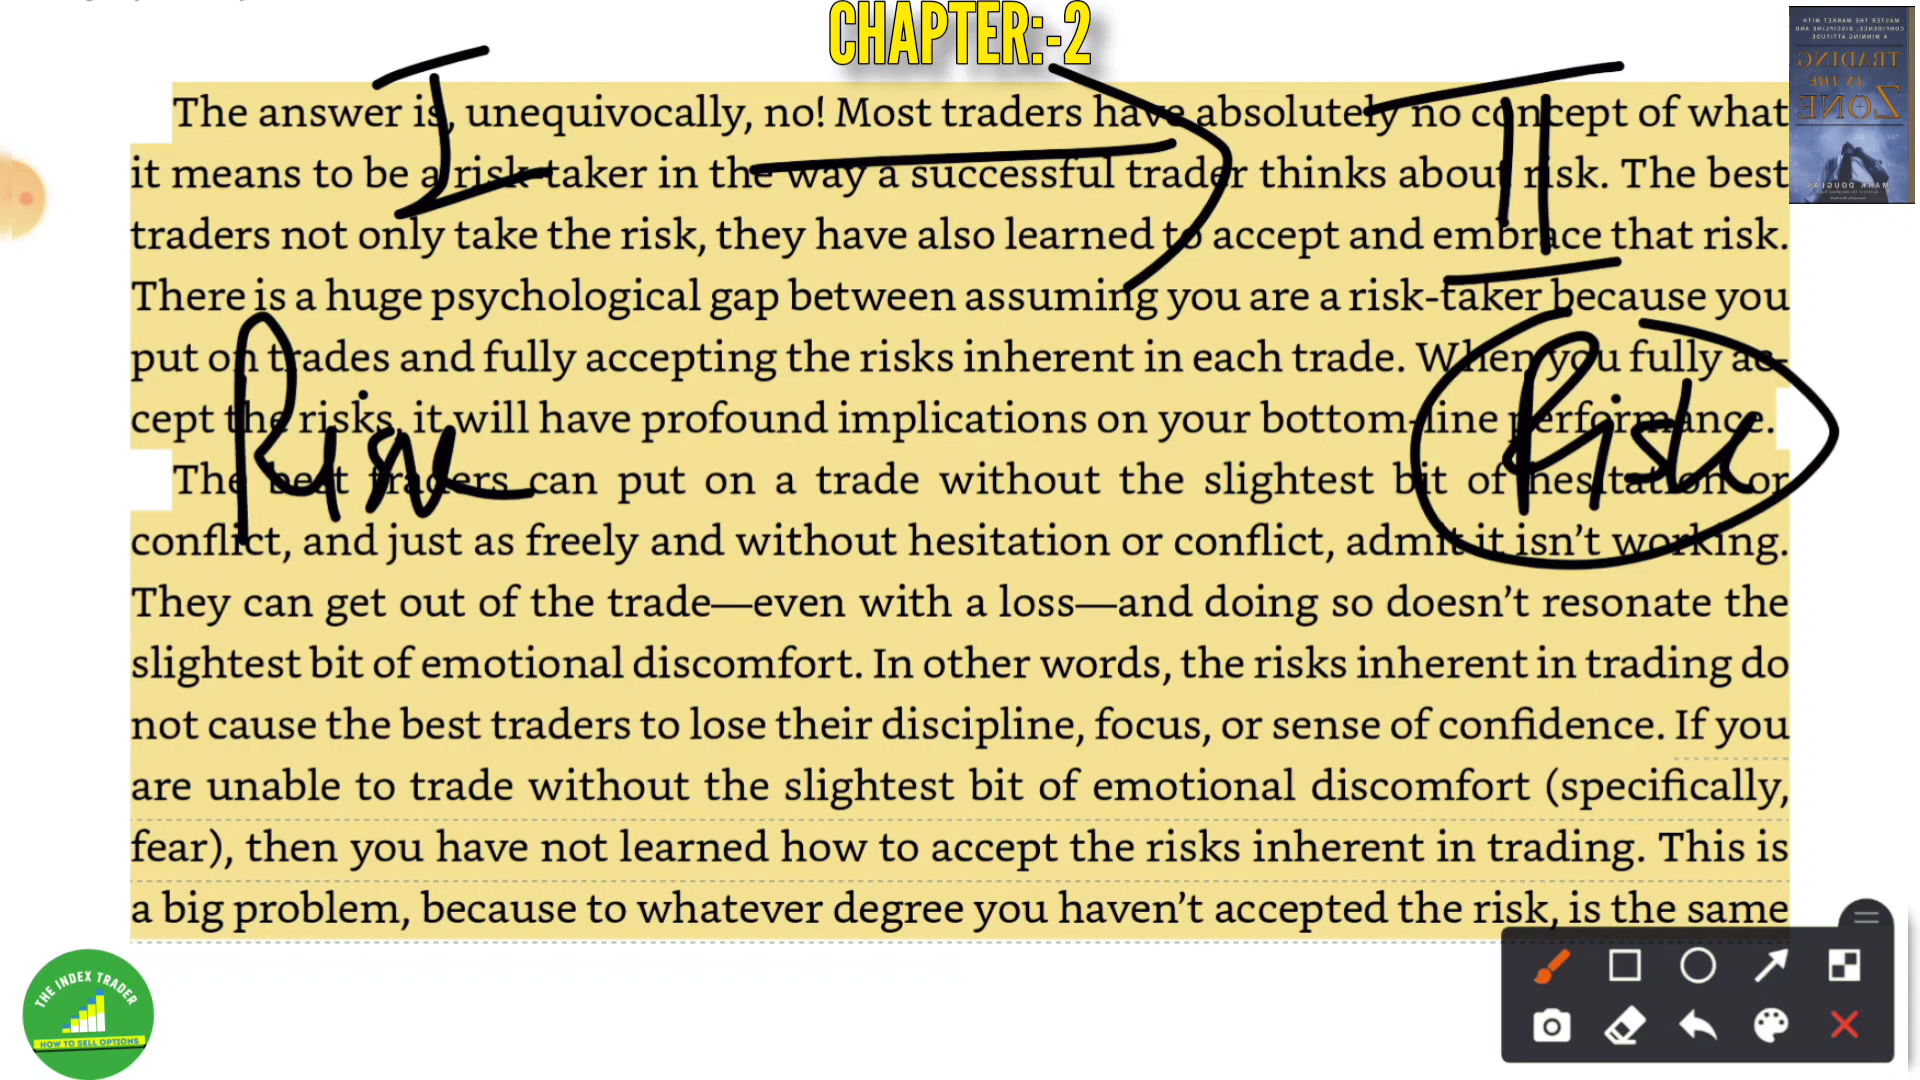 CHAPTER:-2
The answer is, unequivocally, no! Most traders have absolutely no concept of what
it means to be a risk-taker in the way a successful trader thinks about risk. The best
traders not only take the risk, they have also learned to accept and embrace that risk.
There is a huge psychological gap between assuming you are a risk-taker because you
put on trades and fully accepting the risks inherent in each trade. When you fully ac-
cept the risks, it will have profound implications on your bottom-line performance.
The best traders can put on a trade without the slightest bit of hesitation or
conflict, and just as freely and without hesitation or conflict, admit it isn't working.
They can get out of the trade—even with a loss—and doing so doesn't resonate the
slightest bit of emotional discomfort. In other words, the risks inherent in trading do
not cause the best traders to lose their discipline, focus, or sense of confidence. If you
are unable to trade without the slightest bit of emotional discomfort (specifically,
fear), then you have not learned how to accept the risks inherent in trading. This is
a big problem, because to whatever degree you haven't accepted the risk, is the same
I
II
Risk
Risk
MASTER THE MARKET WITH
CONFIDENCE, DISCIPLINE AND
A WINNING ATTITUDE
TRADING
IN THE
ZONE
MARK DOUGLAS
THE INDEX TRADER
HOW TO SELL OPTIONS